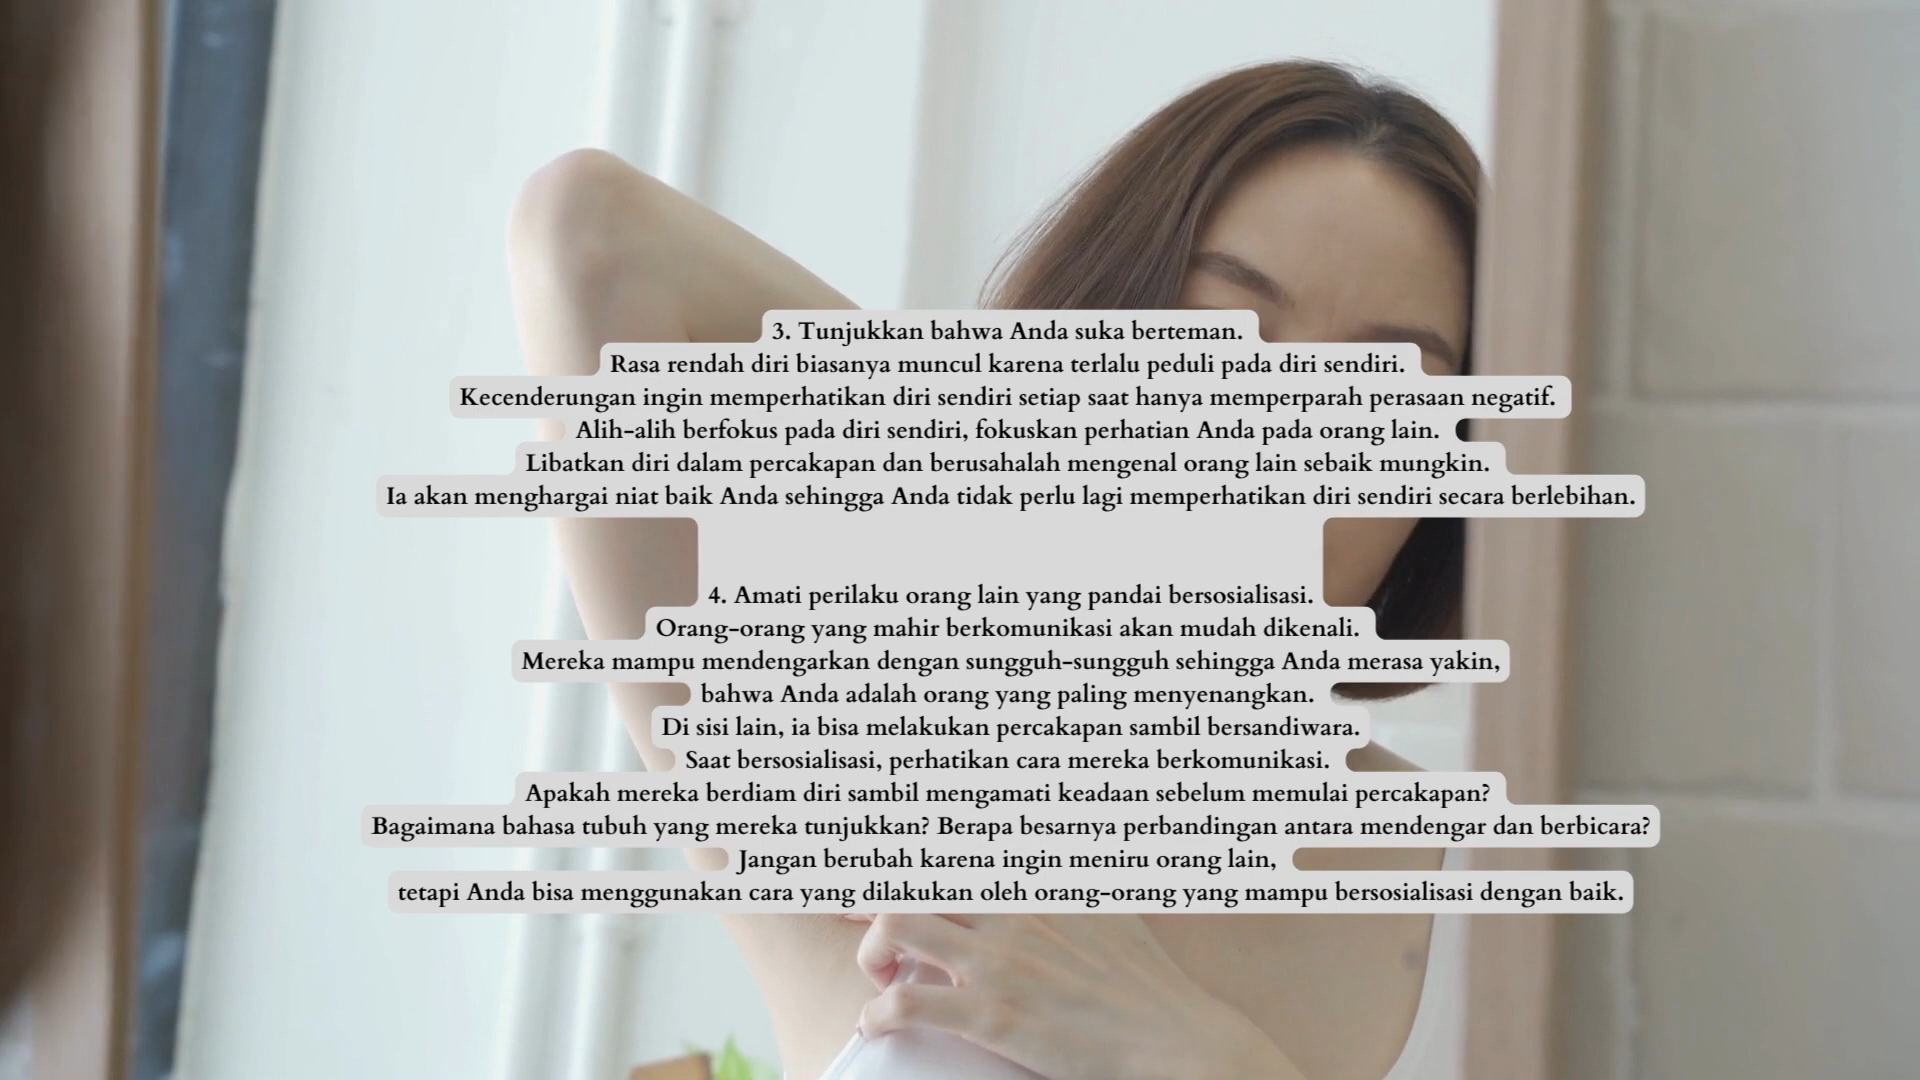 3. Tunjukkan bahwa Anda suka berteman.
Rasa rendah diri biasanya muncul karena terlalu peduli pada diri sendiri.
Kecenderungan ingin memperhatikan diri sendiri setiap saat hanya memperparah perasaan negatif.
Alih-alih berfokus pada diri sendiri, fokuskan perhatian Anda pada orang lain.
Libatkan diri dalam percakapan dan berusahalah mengenal orang lain sebaik mungkin.
Ia akan menghargai niat baik Anda sehingga Anda tidak perlu lagi memperhatikan diri sendiri secara berlebihan.
4. Amati perilaku orang lain yang pandai bersosialisasi.
Orang-orang yang mahir berkomunikasi akan mudah dikenali.
Mereka mampu mendengarkan dengan sungguh-sungguh sehingga Anda merasa yakin,
bahwa Anda adalah orang yang paling menyenangkan.
Di sisi lain, ia bisa melakukan percakapan sambil bersandiwara.
Saat bersosialisasi, perhatikan cara mereka berkomunikasi.
Apakah mereka berdiam diri sambil mengamati keadaan sebelum memulai percakapan?
Bagaimana bahasa tubuh yang mereka tunjukkan? Berapa besarnya perbandingan antara mendengar dan berbicara?
Jangan berubah karena ingin meniru orang lain,
tetapi Anda bisa menggunakan cara yang dilakukan oleh orang-orang yang mampu bersosialisasi dengan baik.